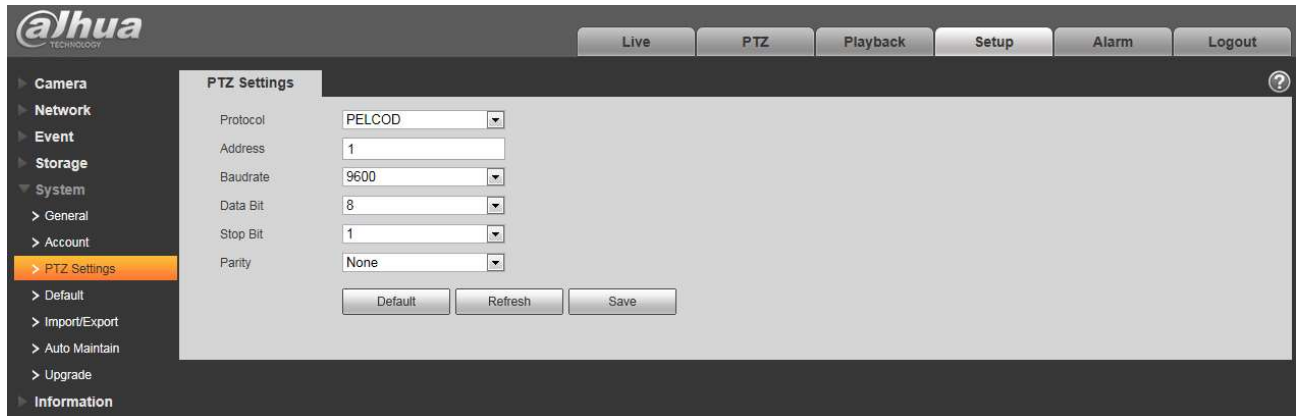 alhua
TECHNOLOGY
Live PTZ Playback Setup Alarm Logout
Camera
Network
Event
Storage
System
> General
> Account
> PTZ Settings
> Default
> Import/Export
> Auto Maintain
> Upgrade
Information
PTZ Settings
?
Protocol PELCOD
Address 1
Baudrate 9600
Data Bit 8
Stop Bit 1
Parity None
Default Refresh Save